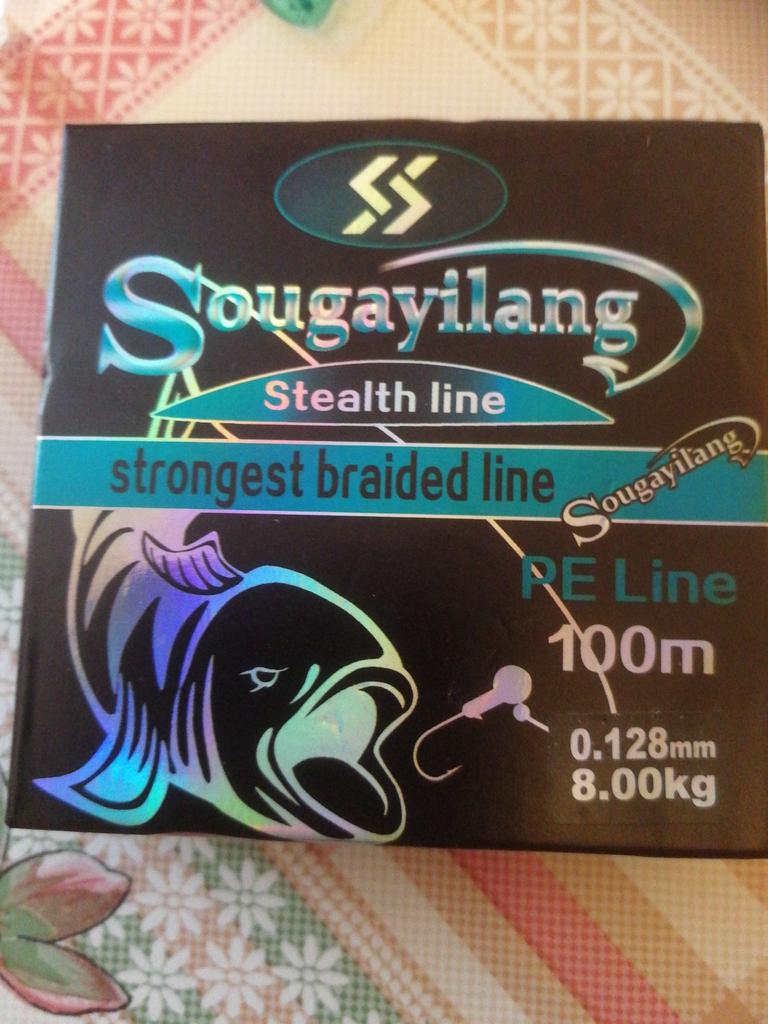 Sougayilang
Stealth line
strongest braided line
Sougayilang
PE Line
100m
0.128mm
8.00kg